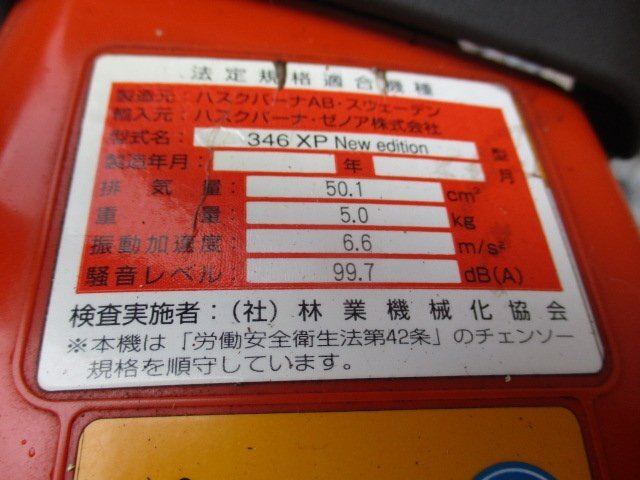 法定規格適合機種
製造元：ハスクバーナAB・スウェーデン
輸入元：ハスクバーナ・ゼノア株式会社
型式名： 346 XP New edition 型
製造年月： 年 月
排気量： 50.1 cm³
重量： 5.0 kg
振動加速度： 6.6 m/s²
騒音レベル： 99.7 dB(A)
検査実施者：（社）林業機械化協会
※本機は「労働安全衛生法第42条」のチェンソー
規格を順守しています。